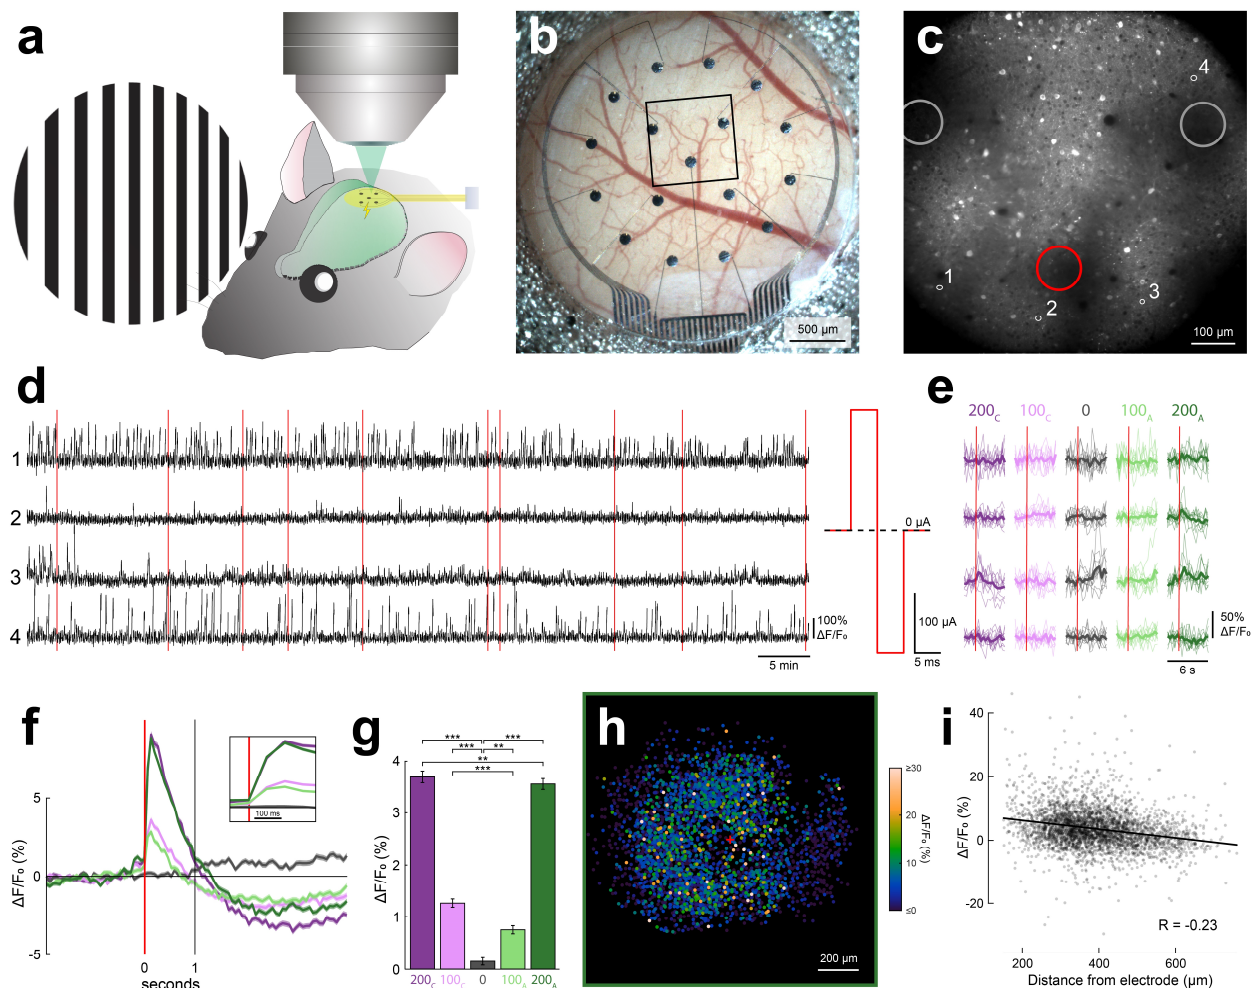 a
b
500 µm
c
4
1
2
3
100 µm
d
1
2
3
4
100%
ΔF/F₀
5 min
0 µA
100 µA
5 ms
e
200C 100C 0 100A 200A
50%
ΔF/F₀
6 s
f
ΔF/F₀ (%)
5
0
-5
0 1
seconds
100 ms
g
*** ***
*** **
**
***
ΔF/F₀ (%)
4
3
2
1
0
200C 100C 0 100A 200A
h
≥30
20
10
≤0
ΔF/F₀ (%)
200 µm
i
ΔF/F₀ (%)
40
20
0
-20
R = -0.23
200 400 600
Distance from electrode (µm)